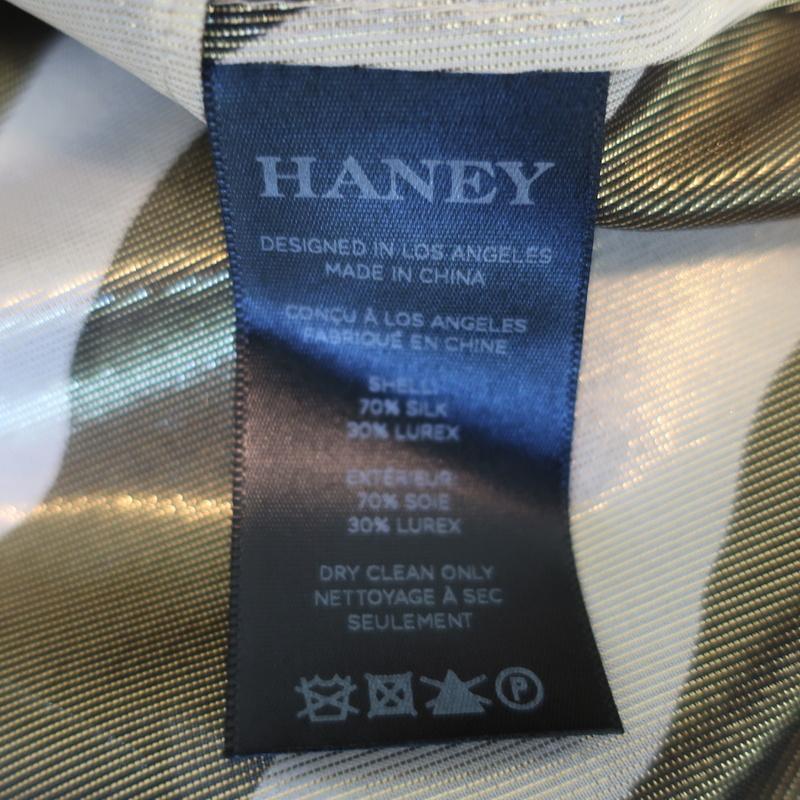 HANEY
DESIGNED IN LOS ANGELES
MADE IN CHINA
CONÇU À LOS ANGELES
FABRIQUÉ EN CHINE
SHELL:
70% SILK
30% LUREX
EXTÉRIEUR:
70% SOIE
30% LUREX
DRY CLEAN ONLY
NETTOYAGE À SEC
SEULEMENT
P